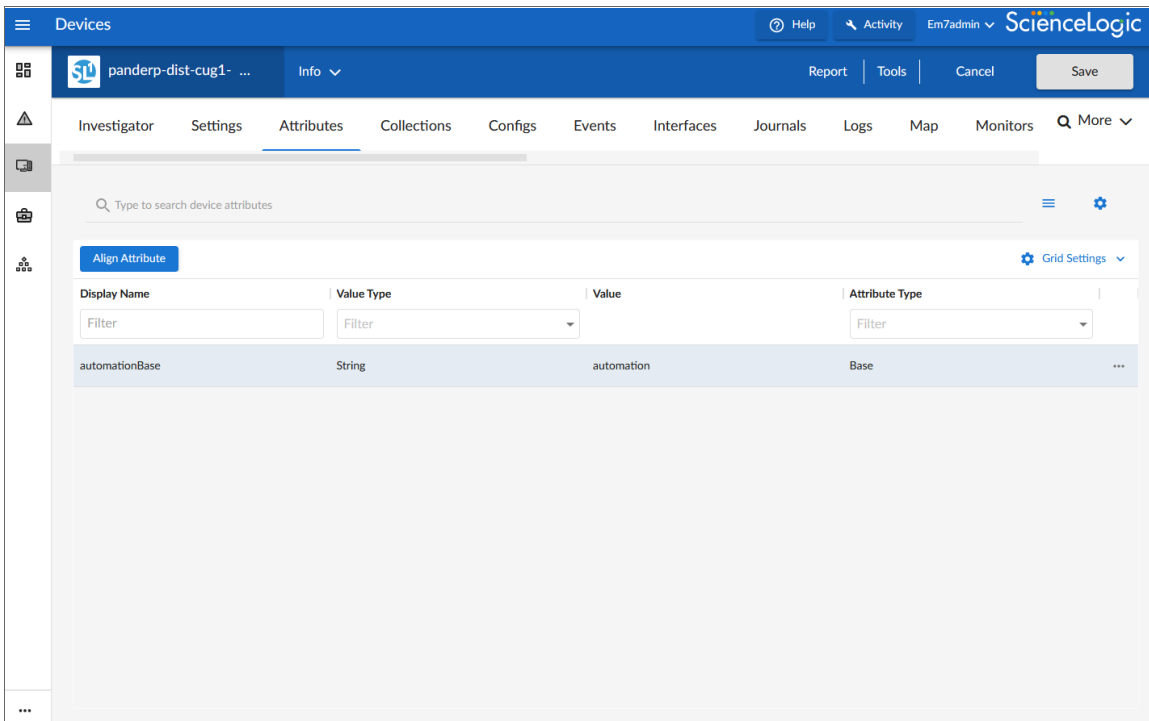 Devices
Help
Activity
Em7admin
ScienceLogic
SL1
panderp-dist-cug1- ...
Info
Report
Tools
Cancel
Save
Investigator
Settings
Attributes
Collections
Configs
Events
Interfaces
Journals
Logs
Map
Monitors
More
Type to search device attributes
Align Attribute
Grid Settings
Display Name
Value Type
Value
Attribute Type
Filter
Filter
Filter
automationBase
String
automation
Base